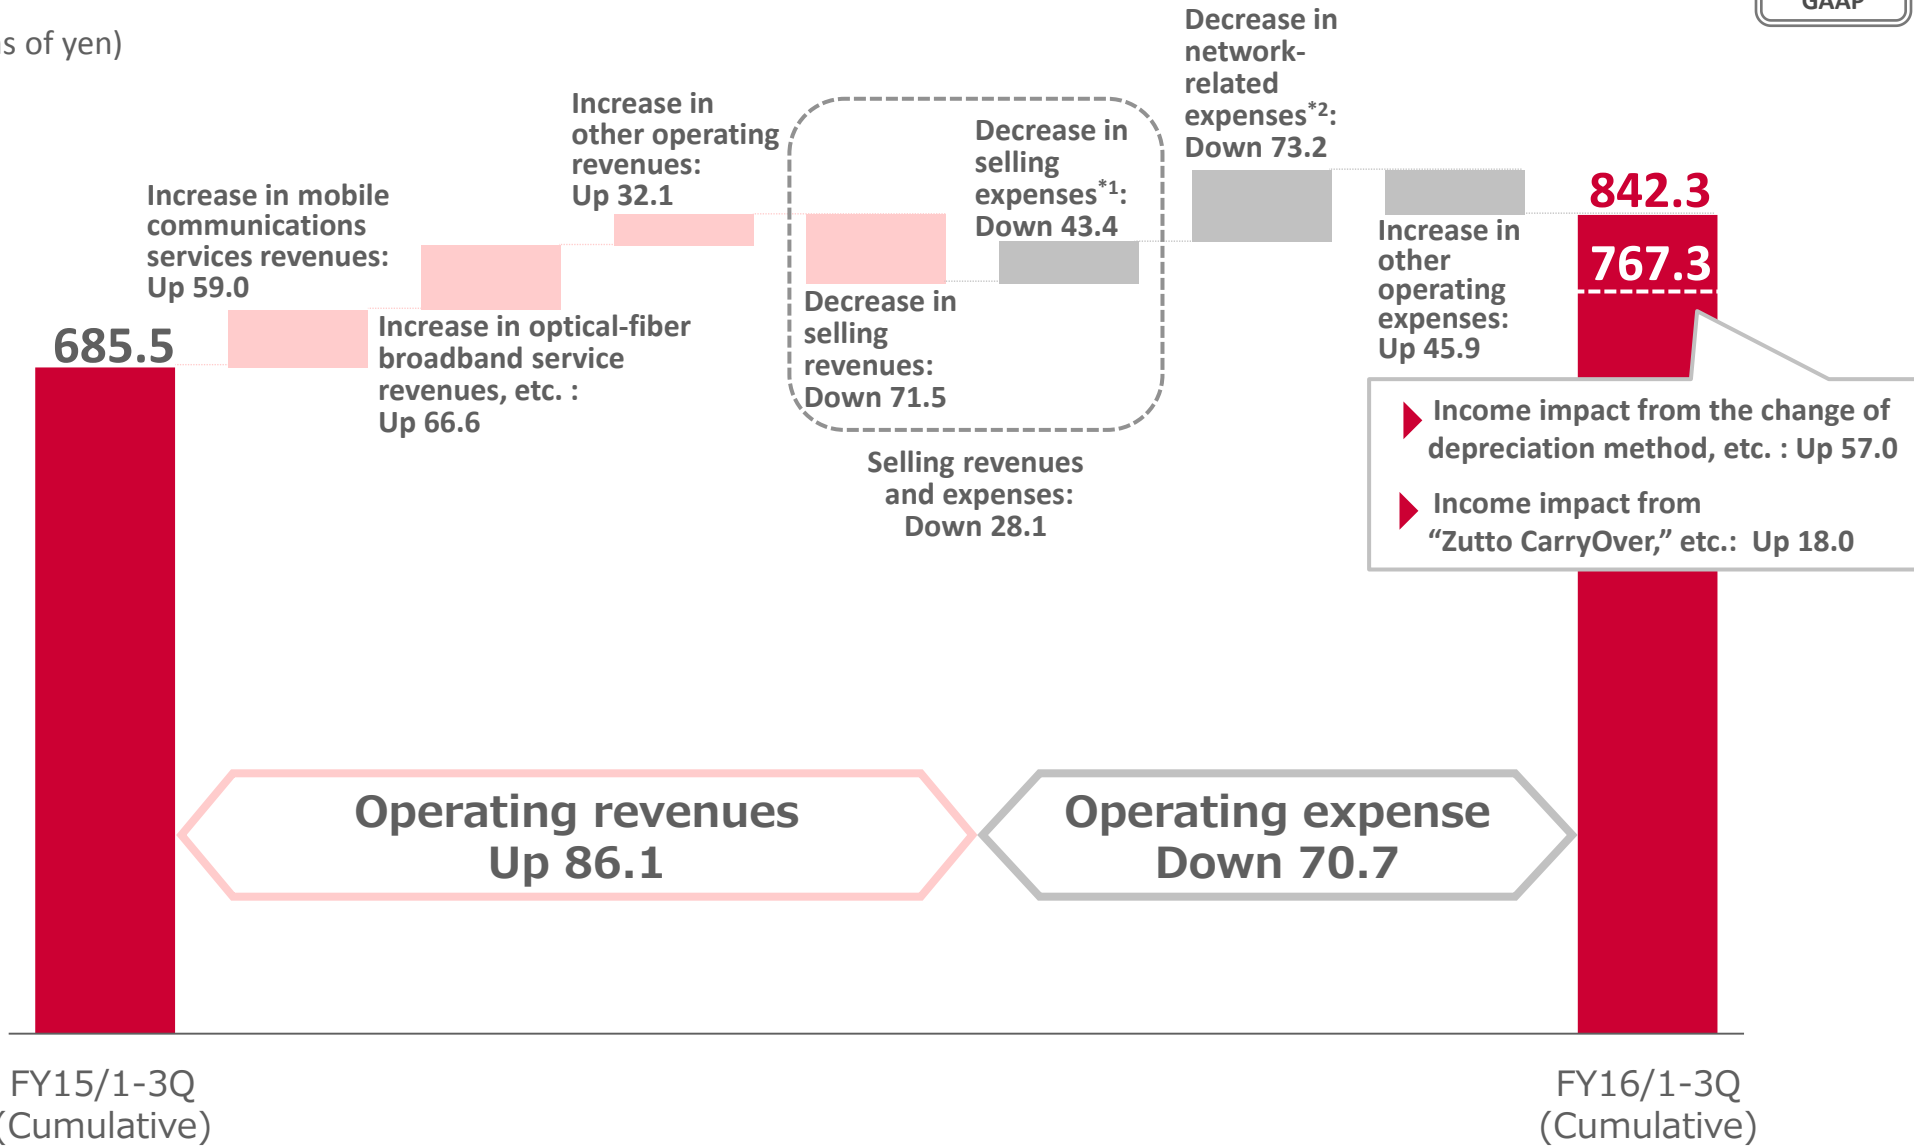 GAAP
s of yen)
685.5
Increase in mobile
communications
services revenues:
Up 59.0
Increase in optical-fiber
broadband service
revenues, etc. :
Up 66.6
Increase in
other operating
revenues:
Up 32.1
Decrease in
selling
revenues:
Down 71.5
Decrease in
selling
expenses*1:
Down 43.4
Selling revenues
and expenses:
Down 28.1
Decrease in
network-
related
expenses*2:
Down 73.2
Increase in
other
operating
expenses:
Up 45.9
842.3
767.3
Income impact from the change of
depreciation method, etc. : Up 57.0
Income impact from
“Zutto CarryOver,” etc.: Up 18.0
Operating revenues
Up 86.1
Operating expense
Down 70.7
FY15/1-3Q
(Cumulative)
FY16/1-3Q
(Cumulative)